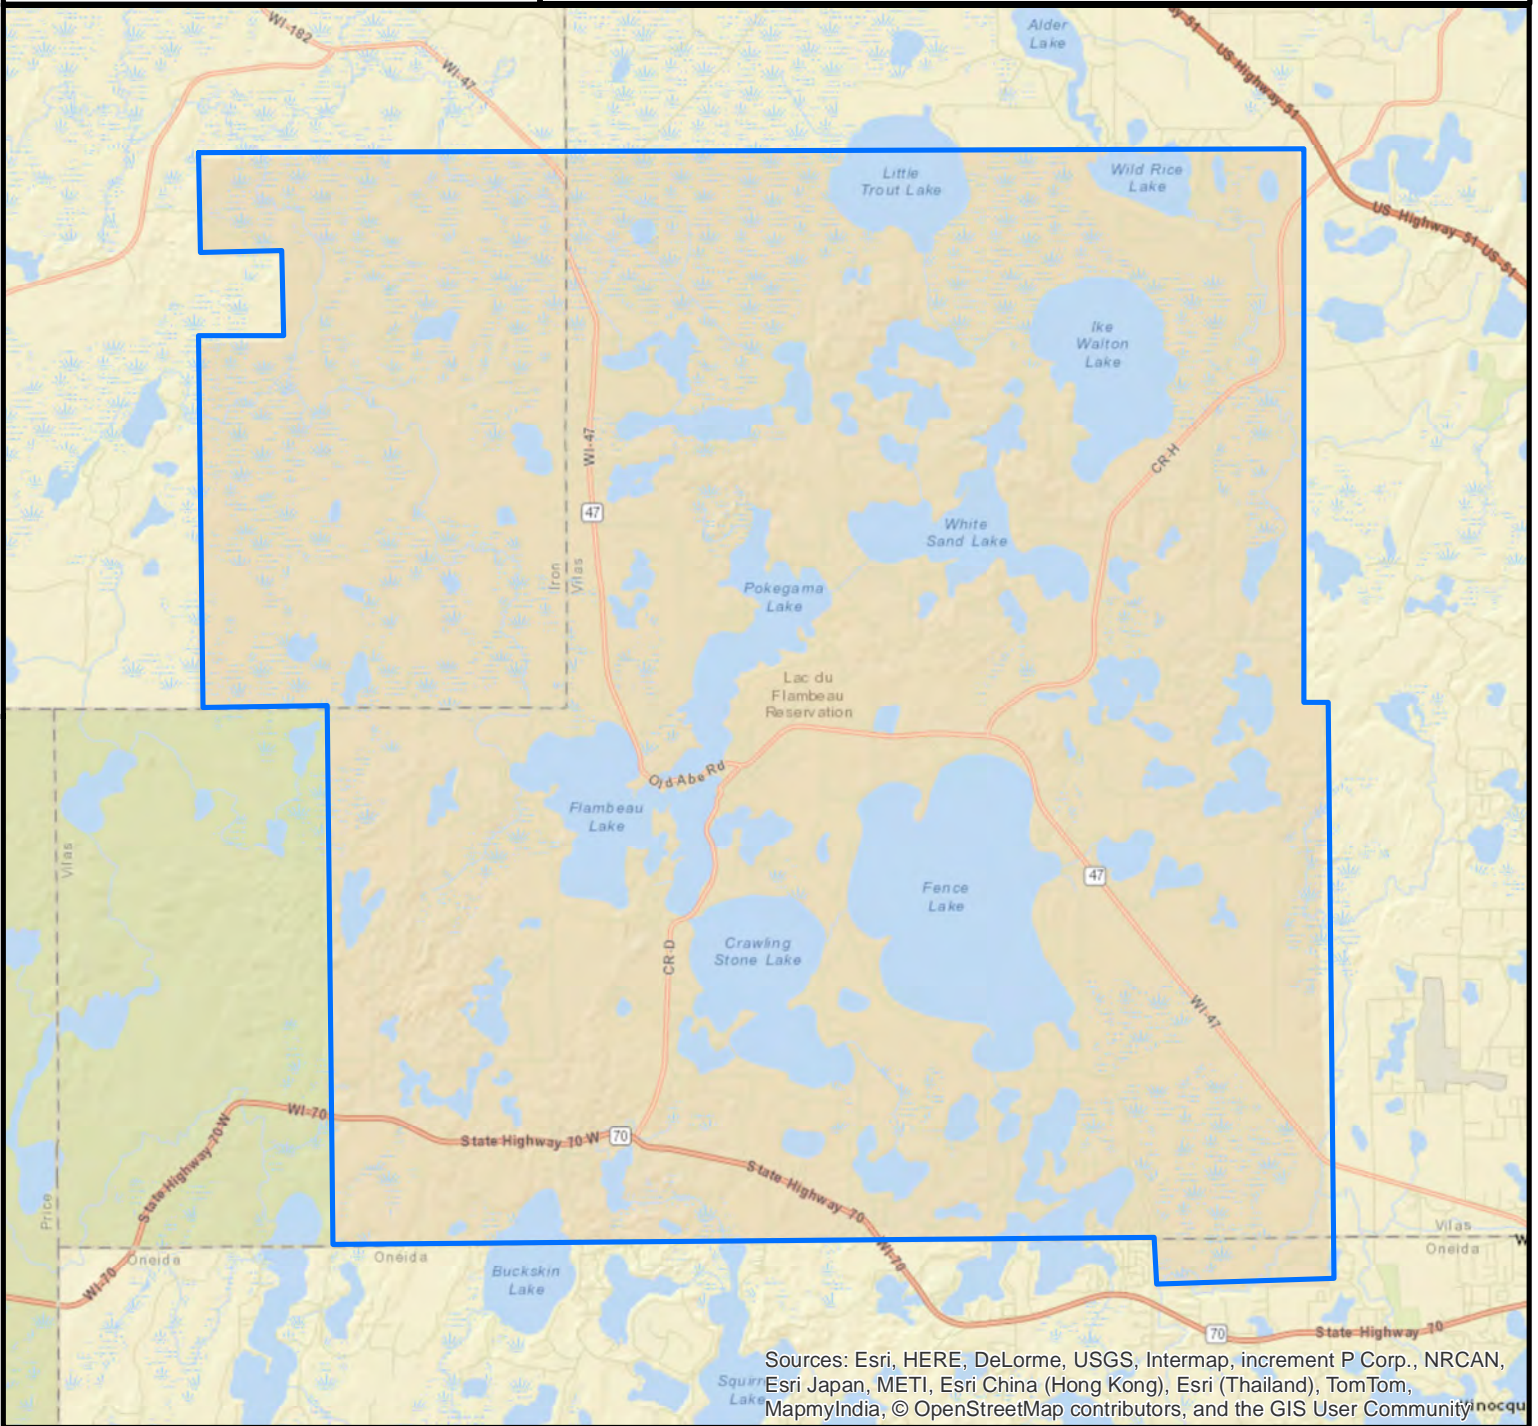 WI-182
Alder
Lake
51
US Highway 51
WI-47
Little
Trout Lake
Wild Rice
Lake
US Highway 51
US-51
Ike
Walton
Lake
WI-47
CR-H
47
White
Sand Lake
Iron
Vilas
Pokegama
Lake
Lac du
Flambeau
Reservation
Old Abe Rd
Flambeau
Lake
Vilas
47
Fence
Lake
Crawling
Stone Lake
CR-D
WI-47
WI-70
State Highway 70 W
State Highway 70 W
70
State Highway 70
Price
Vilas
Oneida
Oneida
Oneida
WI-70
WI-70
Buckskin
Lake
70
State Highway 70
Lake
Sources: Esri, HERE, DeLorme, USGS, Intermap, increment P Corp., NRCAN,
Esri Japan, METI, Esri China (Hong Kong), Esri (Thailand), TomTom,
MapmyIndia, © OpenStreetMap contributors, and the GIS User Community